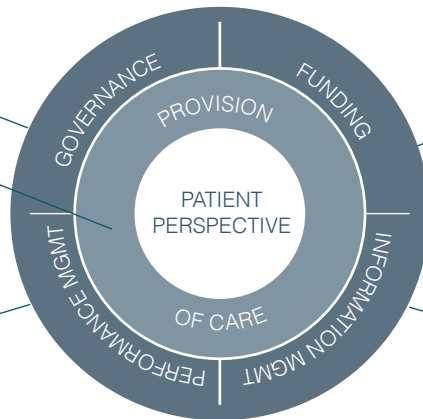 GOVERNANCE
FUNDING
PROVISION
PATIENT
PERSPECTIVE
OF CARE
PERFORMANCE MGMT
INFORMATION MGMT